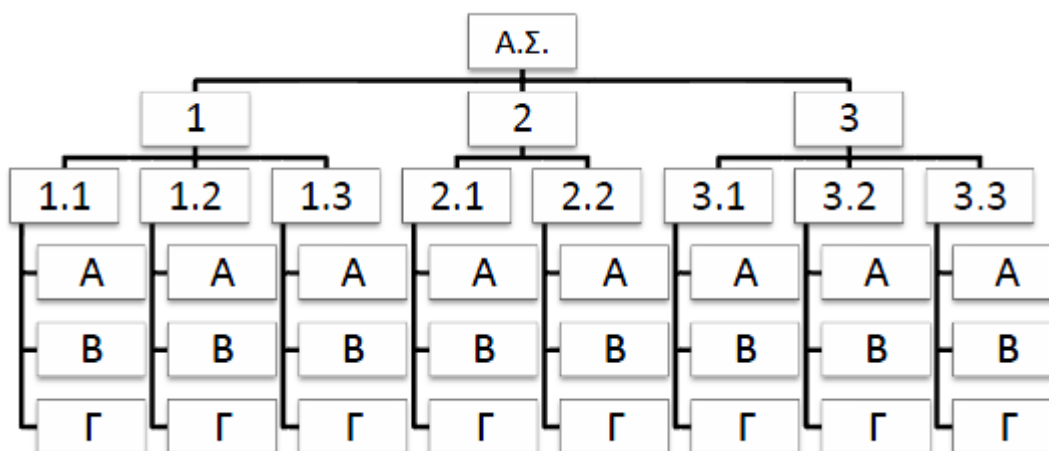 Α.Σ.
1 2 3
1.1 1.2 1.3 2.1 2.2 3.1 3.2 3.3
Α Α Α Α Α Α Α Α
Β Β Β Β Β Β Β Β
Γ Γ Γ Γ Γ Γ Γ Γ